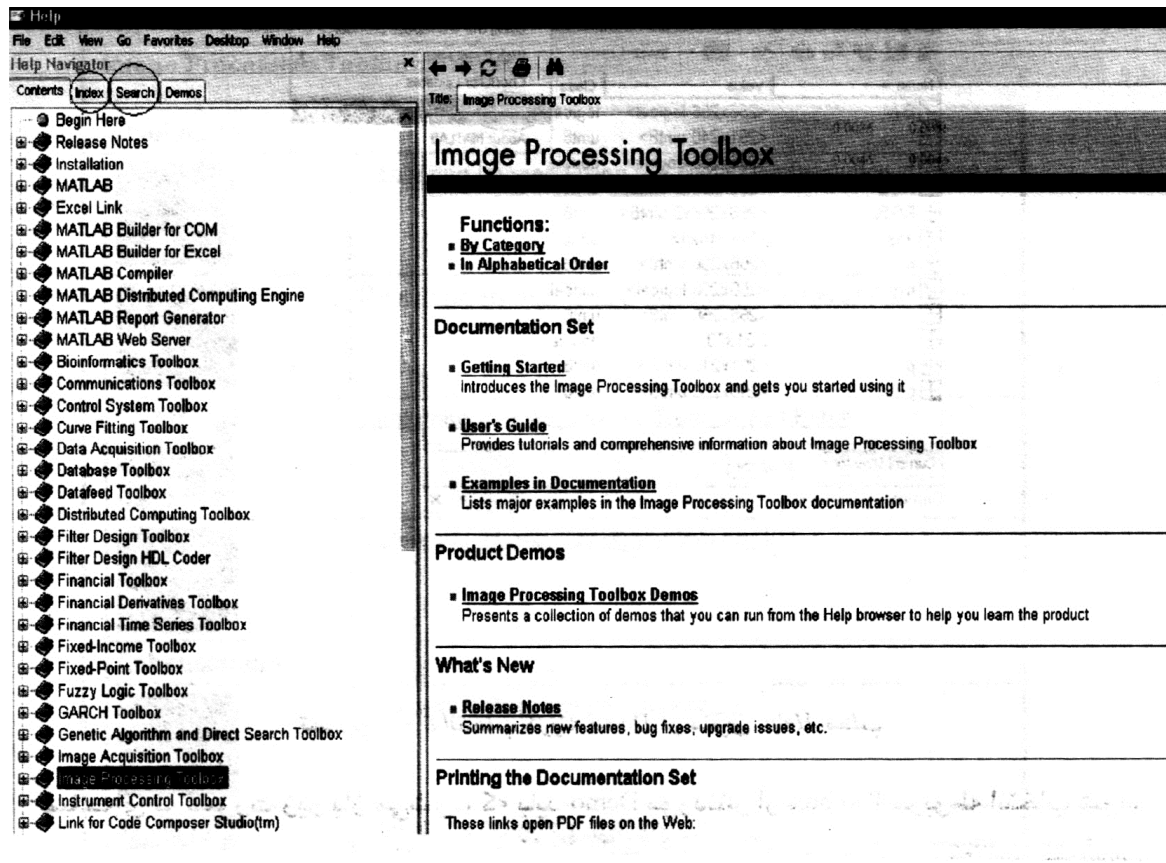 Help
File Edit View Go Favorites Desktop Window Help
Help Navigator
Contents Index Search Demos
Begin Here
Release Notes
Installation
MATLAB
Excel Link
MATLAB Builder for COM
MATLAB Builder for Excel
MATLAB Compiler
MATLAB Distributed Computing Engine
MATLAB Report Generator
MATLAB Web Server
Bioinformatics Toolbox
Communications Toolbox
Control System Toolbox
Curve Fitting Toolbox
Data Acquisition Toolbox
Database Toolbox
Datafeed Toolbox
Distributed Computing Toolbox
Filter Design Toolbox
Filter Design HDL Coder
Financial Toolbox
Financial Derivatives Toolbox
Financial Time Series Toolbox
Fixed-Income Toolbox
Fixed-Point Toolbox
Fuzzy Logic Toolbox
GARCH Toolbox
Genetic Algorithm and Direct Search Toolbox
Image Acquisition Toolbox
Image Processing Toolbox
Instrument Control Toolbox
Link for Code Composer Studio(tm)
Title: Image Processing Toolbox
Image Processing Toolbox
Functions:
By Category
In Alphabetical Order
Documentation Set
Getting Started
Introduces the Image Processing Toolbox and gets you started using it
User's Guide
Provides tutorials and comprehensive information about Image Processing Toolbox
Examples in Documentation
Lists major examples in the Image Processing Toolbox documentation
Product Demos
Image Processing Toolbox Demos
Presents a collection of demos that you can run from the Help browser to help you learn the product
What's New
Release Notes
Summarizes new features, bug fixes, upgrade issues, etc.
Printing the Documentation Set
These links open PDF files on the Web: